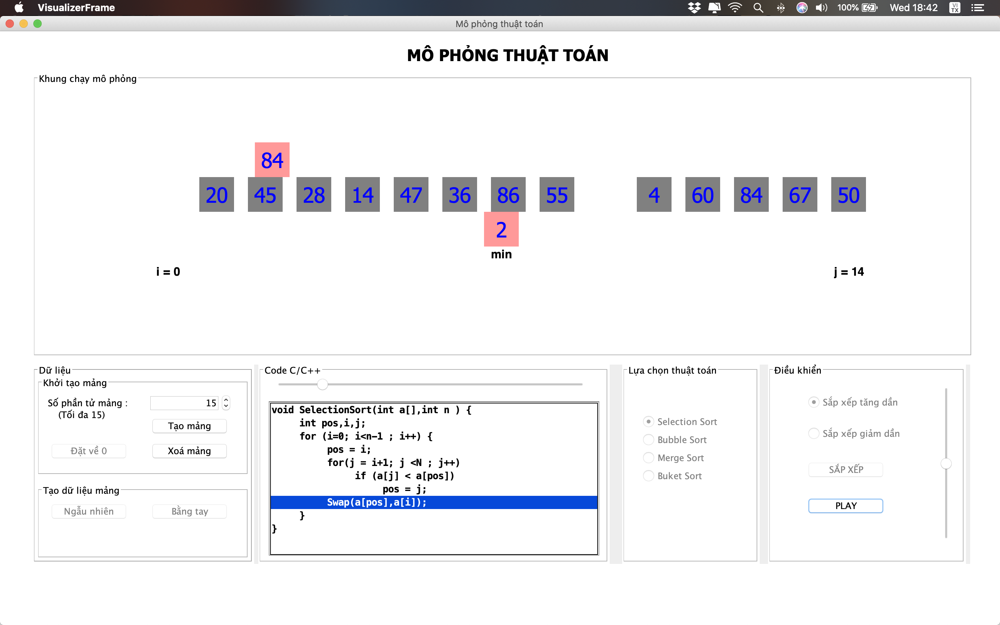 VisualizerFrame
100%
Wed 18:42
VI
TX
Mô phỏng thuật toán
MÔ PHỎNG THUẬT TOÁN
Khung chạy mô phỏng
84
20 45 28 14 47 36 86 55 4 60 84 67 50
2
min
i = 0
j = 14
Dữ liệu
Khởi tạo mảng
Số phần tử mảng :
(Tối đa 15)
15
Tạo mảng
Đặt về 0
Xoá mảng
Tạo dữ liệu mảng
Ngẫu nhiên
Bằng tay
Code C/C++
void SelectionSort(int a[],int n ) {
int pos,i,j;
for (i=0; i<n-1 ; i++) {
pos = i;
for(j = i+1; j <N ; j++)
if (a[j] < a[pos])
pos = j;
Swap(a[pos],a[i]);
}
}
Lựa chọn thuật toán
Selection Sort
Bubble Sort
Merge Sort
Buket Sort
Điều khiển
Sắp xếp tăng dần
Sắp xếp giảm dần
SẮP XẾP
PLAY